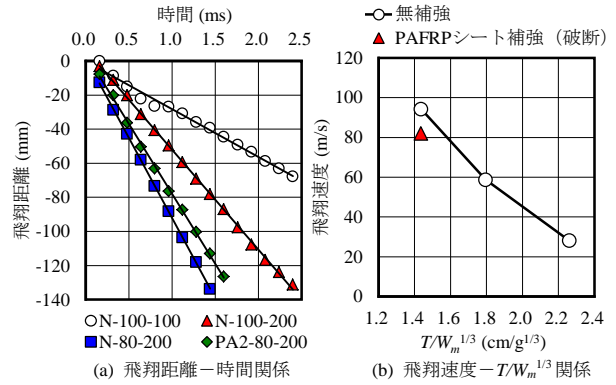 時間 (ms)
0.0 0.5 1.0 1.5 2.0 2.5
0
-20
-40
-60
-80
-100
-120
-140
飛翔距離 (mm)
○N-100-100 ▲N-100-200
■N-80-200 ◆PA2-80-200
(a) 飛翔距離－時間関係
○ 無補強
▲ PAFRPシート補強（破断）
120
100
80
60
40
20
0
飛翔速度 (m/s)
1.2 1.4 1.6 1.8 2.0 2.2 2.4
T/Wm^1/3 (cm/g^1/3)
(b) 飛翔速度－T/Wm^1/3 関係